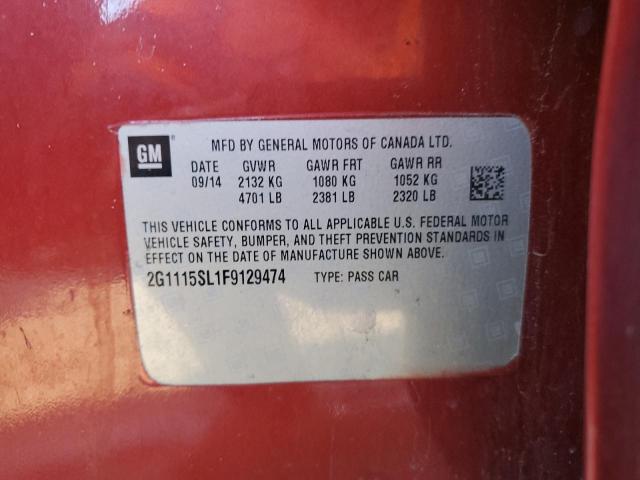 GM
MFD BY GENERAL MOTORS OF CANADA LTD.
DATE GVWR GAWR FRT GAWR RR
09/14 2132 KG 1080 KG 1052 KG
4701 LB 2381 LB 2320 LB
THIS VEHICLE CONFORMS TO ALL APPLICABLE U.S. FEDERAL MOTOR
VEHICLE SAFETY, BUMPER, AND THEFT PREVENTION STANDARDS IN
EFFECT ON THE DATE OF MANUFACTURE SHOWN ABOVE.
2G1115SL1F9129474 TYPE: PASS CAR